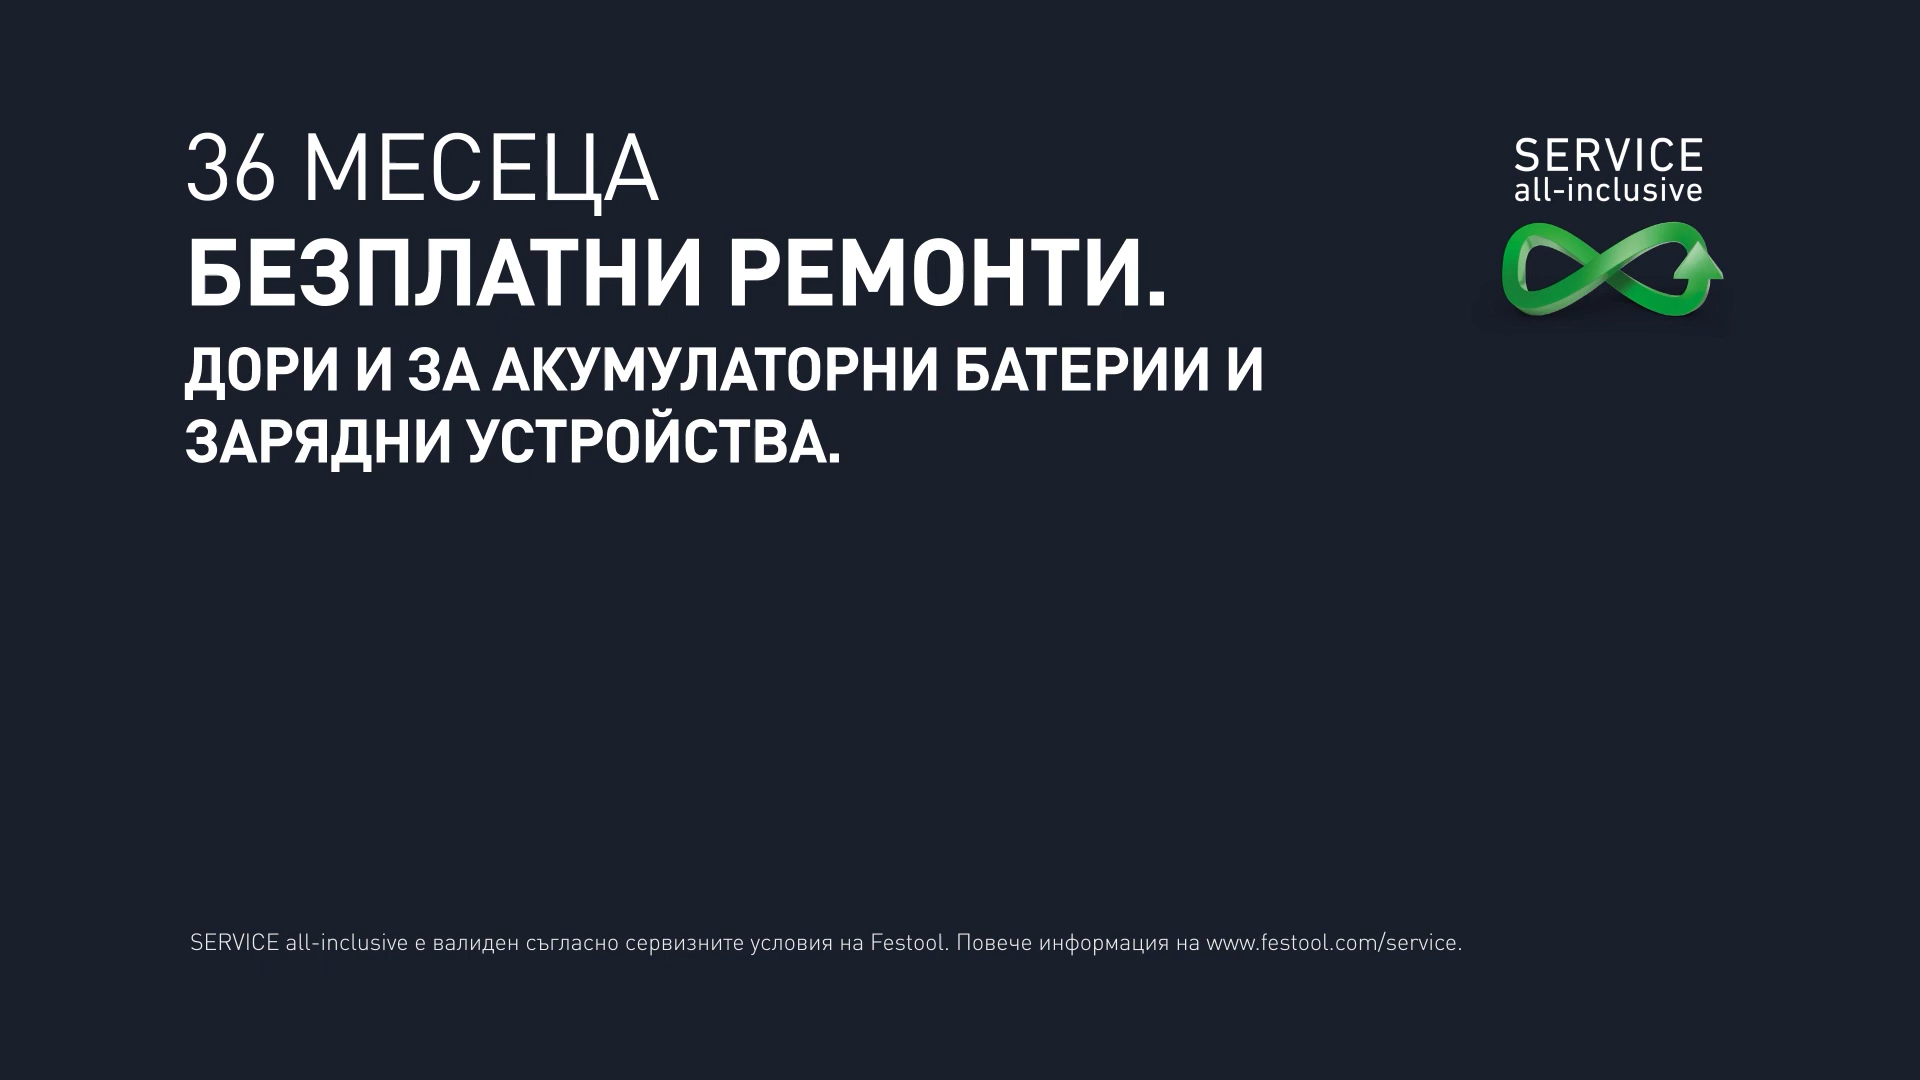 36 МЕСЕЦА
БЕЗПЛАТНИ РЕМОНТИ.
ДОРИ И ЗА АКУМУЛАТОРНИ БАТЕРИИ И
ЗАРЯДНИ УСТРОЙСТВА.
SERVICE
all-inclusive
SERVICE all-inclusive е валиден съгласно сервизните условия на Festool. Повече информация на www.festool.com/service.